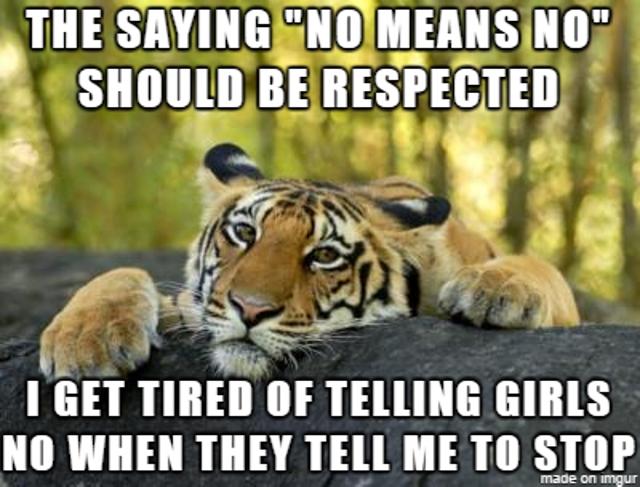 THE SAYING "NO MEANS NO"
SHOULD BE RESPECTED
I GET TIRED OF TELLING GIRLS
NO WHEN THEY TELL ME TO STOP
made on imgur